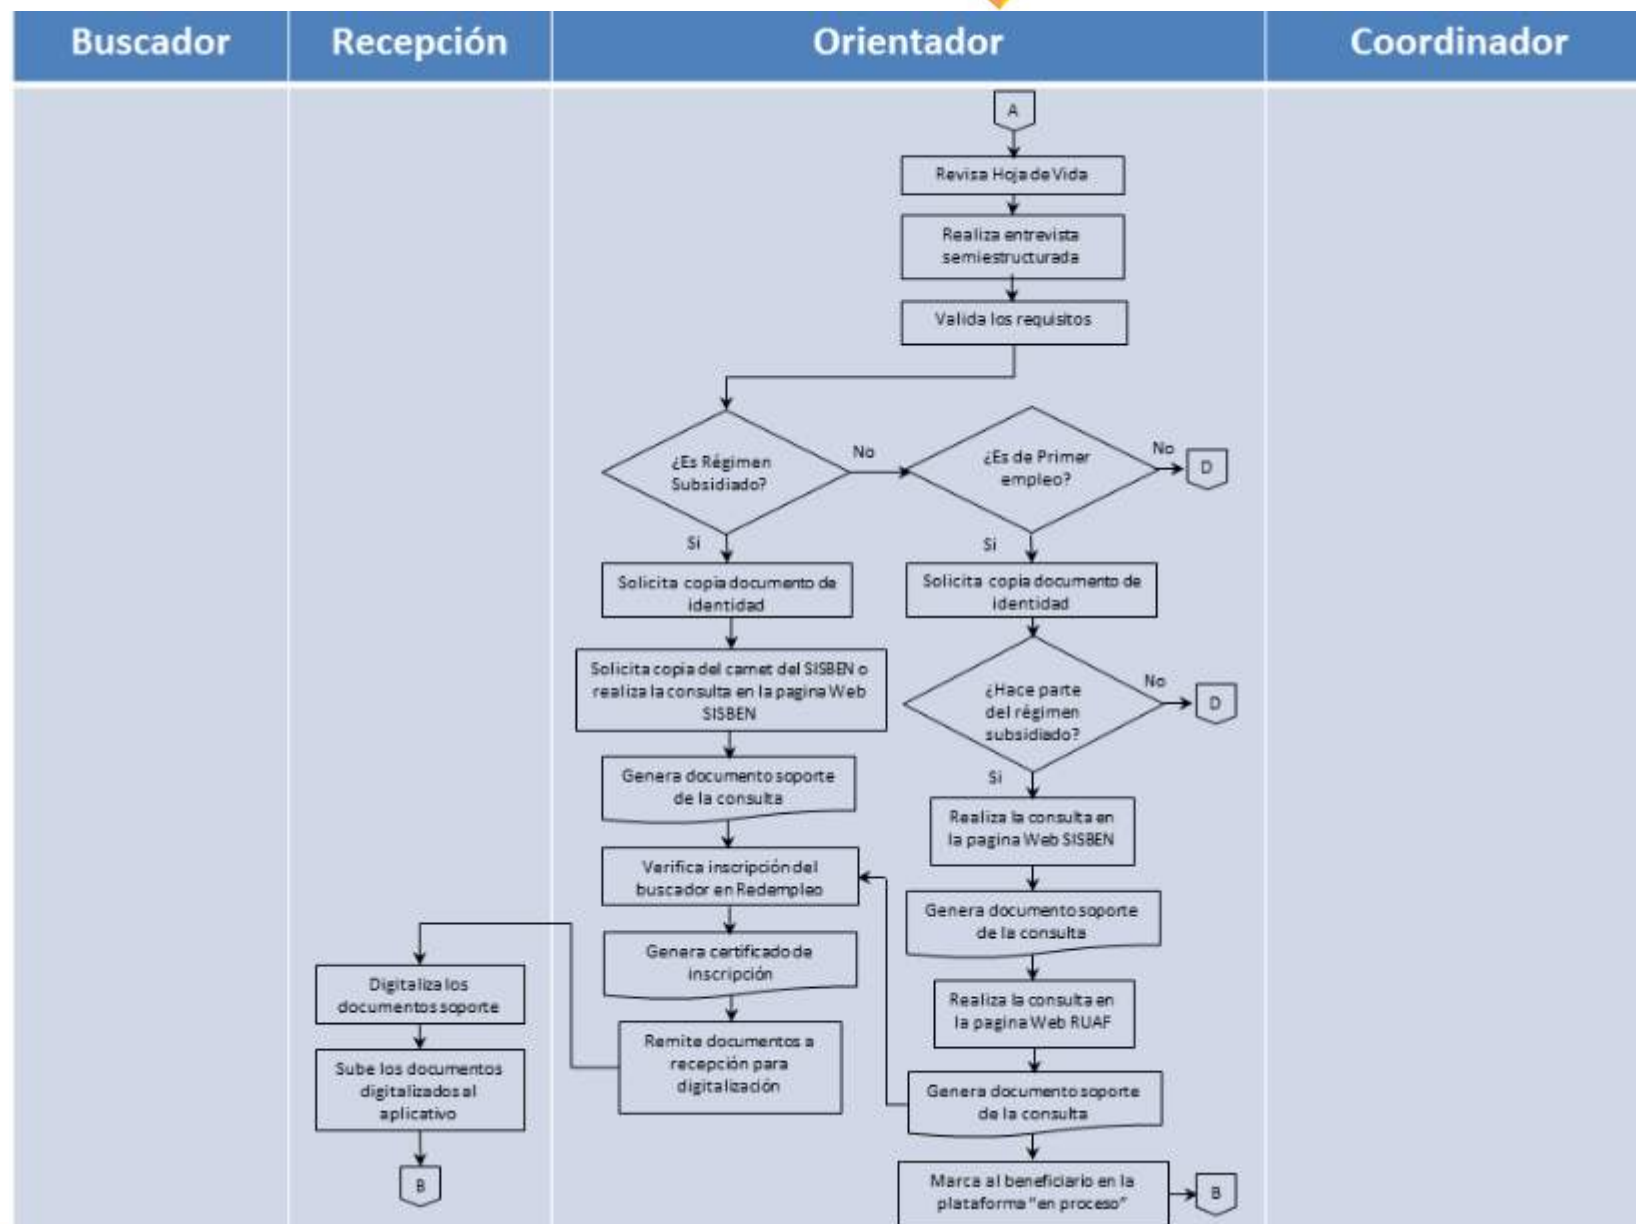 Buscador
Recepción
Orientador
Coordinador
A
Revisa Hoja de Vida
Realiza entrevista
semiestructurada
Valida los requisitos
¿Es Régimen
Subsidiado?
No
¿Es de Primer
empleo?
No
D
Si
Si
Solicita copia documento de
identidad
Solicita copia documento de
identidad
Solicita copia del carnet del SISBEN o
realiza la consulta en la pagina Web
SISBEN
¿Hace parte
del régimen
subsidiado?
No
D
Si
Genera documento soporte
de la consulta
Realiza la consulta en
la pagina Web SISBEN
Verifica inscripción del
buscador en Redempleo
Genera documento soporte
de la consulta
Genera certificado de
inscripción
Digitaliza los
documentos soporte
Realiza la consulta en
la pagina Web RUAF
Remite documentos a
recepción para
digitalización
Sube los documentos
digitalizados al
aplicativo
Genera documento soporte
de la consulta
B
Marca al beneficiario en la
plataforma "en proceso"
B